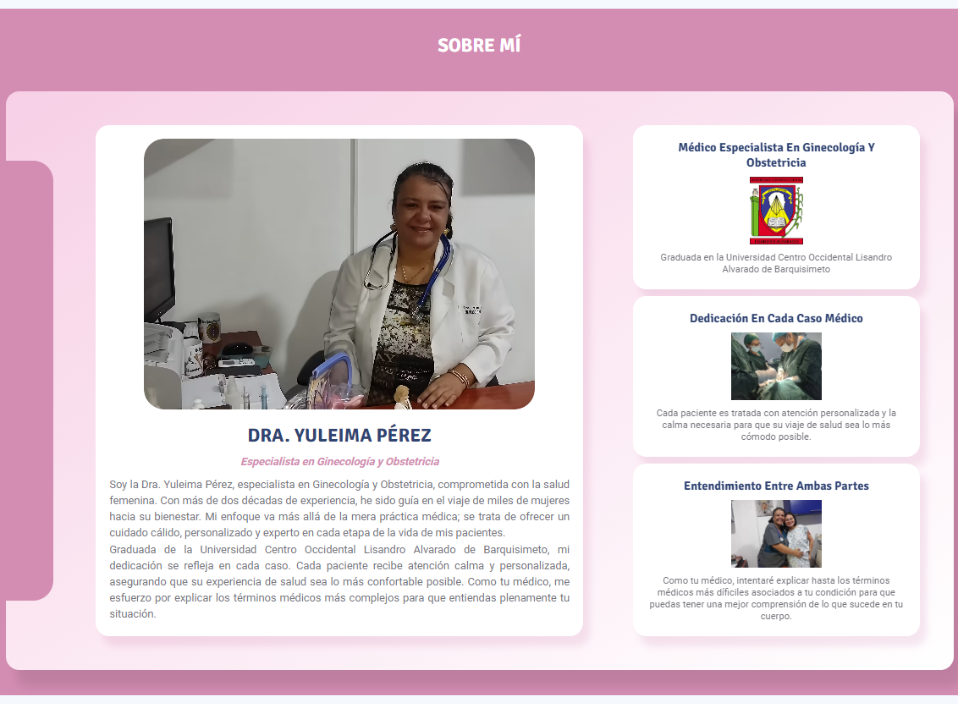 SOBRE MÍ
DRA. YULEIMA PÉREZ
Especialista en Ginecología y Obstetricia
Soy la Dra. Yuleima Pérez, especialista en Ginecología y Obstetricia, comprometida con la salud
femenina. Con más de dos décadas de experiencia, he sido guía en el viaje de miles de mujeres
hacia su bienestar. Mi enfoque va más allá de la mera práctica médica; se trata de ofrecer un
cuidado cálido, personalizado y experto en cada etapa de la vida de mis pacientes.
Graduada de la Universidad Centro Occidental Lisandro Alvarado de Barquisimeto, mi
dedicación se refleja en cada caso. Cada paciente recibe atención calma y personalizada,
asegurando que su experiencia de salud sea lo más confortable posible. Como tu médico, me
esfuerzo por explicar los términos médicos más complejos para que entiendas plenamente tu
situación.
Médico Especialista En Ginecología Y
Obstetricia
Graduada en la Universidad Centro Occidental Lisandro
Alvarado de Barquisimeto
Dedicación En Cada Caso Médico
Cada paciente es tratada con atención personalizada y la
calma necesaria para que su viaje de salud sea lo más
cómodo posible.
Entendimiento Entre Ambas Partes
Como tu médico, intentaré explicar hasta los términos
médicos más díficiles asociados a tu condición para que
puedas tener una mejor comprensión de lo que sucede en tu
cuerpo.